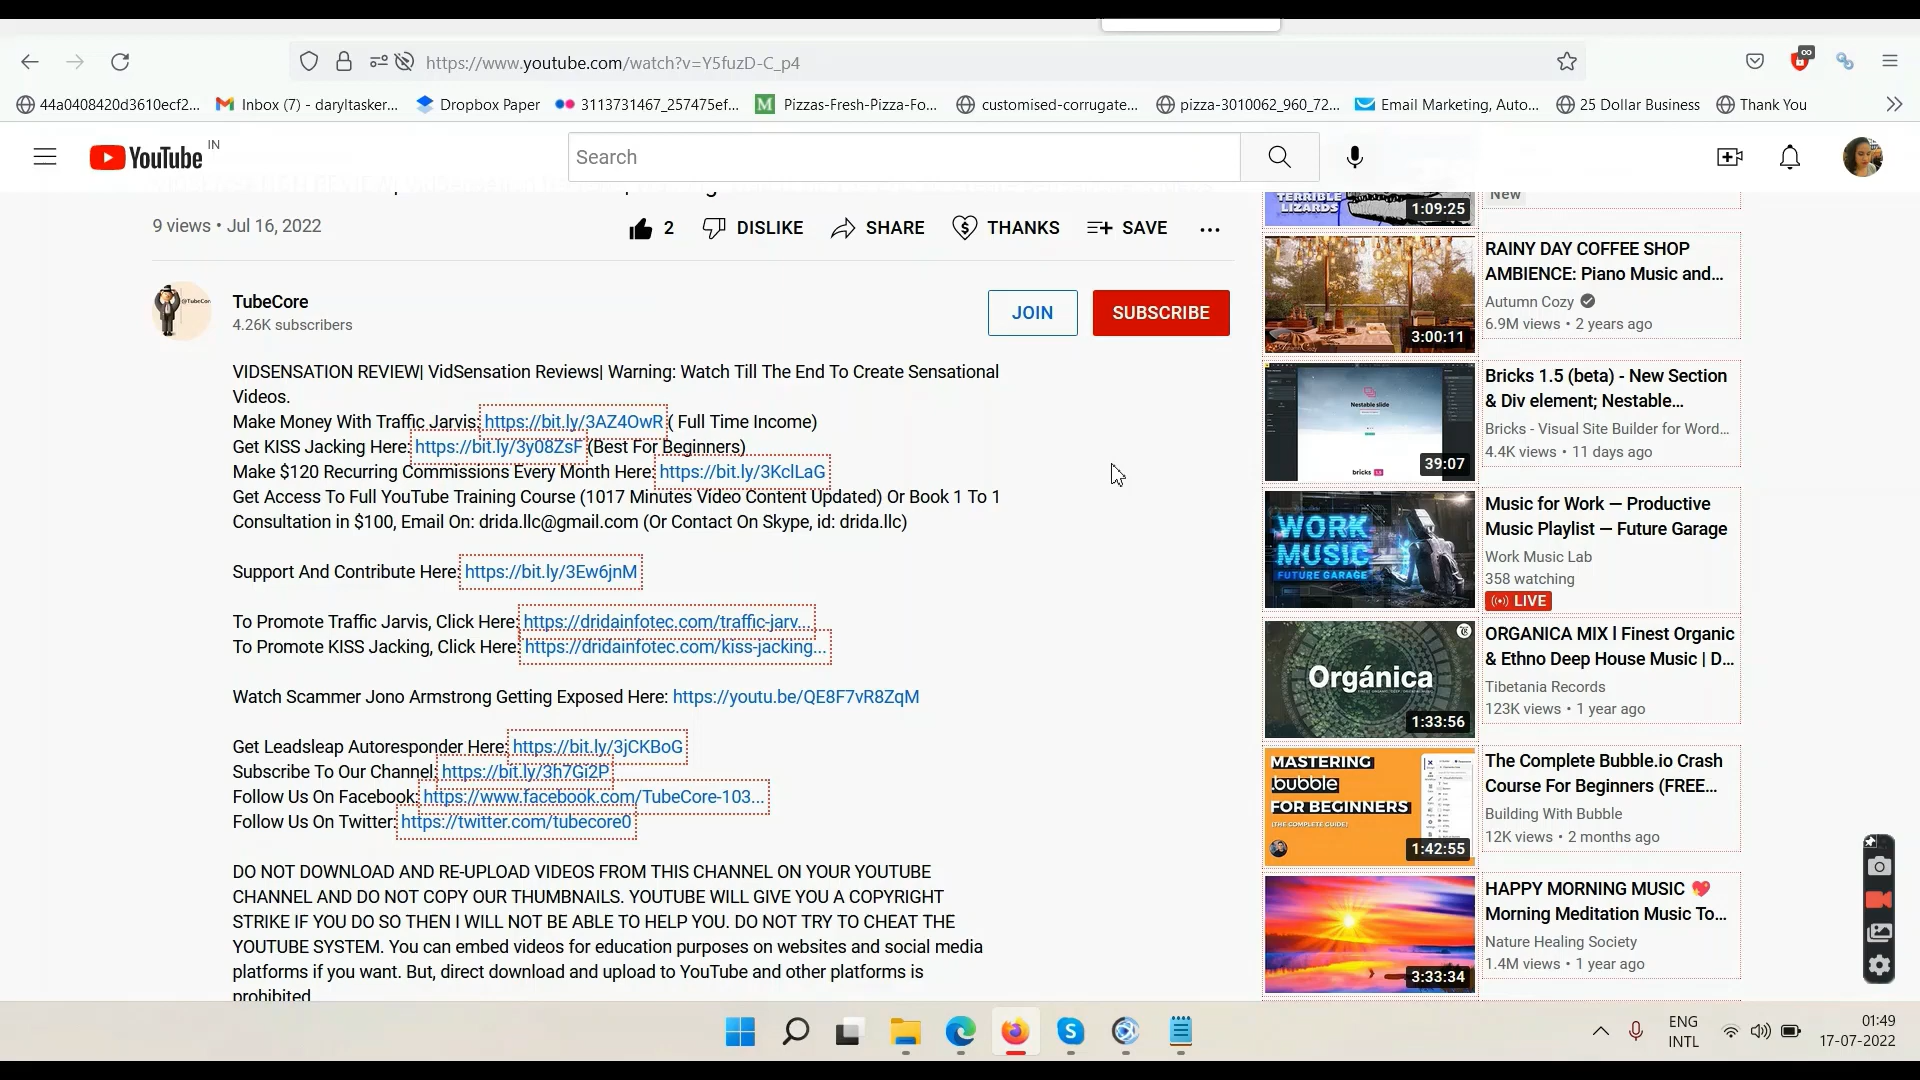 https://www.youtube.com/watch?v=Y5fuzD-C_p4
44a0408420d3610ecf2...
Inbox (7) - daryltasker...
Dropbox Paper
3113731467_257475ef...
Pizzas-Fresh-Pizza-Fo...
customised-corrugate...
pizza-3010062_960_72...
Email Marketing, Auto...
25 Dollar Business
Thank You
YouTube IN
Search
9 views • Jul 16, 2022
2
DISLIKE
SHARE
THANKS
SAVE
TubeCore
4.26K subscribers
JOIN
SUBSCRIBE
VIDSENSATION REVIEW| VidSensation Reviews| Warning: Watch Till The End To Create Sensational
Videos.
Make Money With Traffic Jarvis: https://bit.ly/3AZ4OwR ( Full Time Income)
Get KISS Jacking Here: https://bit.ly/3y08ZsF (Best For Beginners)
Make $120 Recurring Commissions Every Month Here: https://bit.ly/3KclLaG
Get Access To Full YouTube Training Course (1017 Minutes Video Content Updated) Or Book 1 To 1
Consultation in $100, Email On: drida.llc@gmail.com (Or Contact On Skype, id: drida.llc)
Support And Contribute Here: https://bit.ly/3Ew6jnM
To Promote Traffic Jarvis, Click Here: https://dridainfotec.com/traffic-jarv...
To Promote KISS Jacking, Click Here: https://dridainfotec.com/kiss-jacking...
Watch Scammer Jono Armstrong Getting Exposed Here: https://youtu.be/QE8F7vR8ZqM
Get Leadsleap Autoresponder Here: https://bit.ly/3jCKBoG
Subscribe To Our Channel: https://bit.ly/3h7Gi2P
Follow Us On Facebook: https://www.facebook.com/TubeCore-103...
Follow Us On Twitter: https://twitter.com/tubecore0
DO NOT DOWNLOAD AND RE-UPLOAD VIDEOS FROM THIS CHANNEL ON YOUR YOUTUBE
CHANNEL AND DO NOT COPY OUR THUMBNAILS. YOUTUBE WILL GIVE YOU A COPYRIGHT
STRIKE IF YOU DO SO THEN I WILL NOT BE ABLE TO HELP YOU. DO NOT TRY TO CHEAT THE
YOUTUBE SYSTEM. You can embed videos for education purposes on websites and social media
platforms if you want. But, direct download and upload to YouTube and other platforms is
prohibited
TERRIBLE
LIZARDS
1:09:25
New
3:00:11
RAINY DAY COFFEE SHOP
AMBIENCE: Piano Music and...
Autumn Cozy
6.9M views • 2 years ago
Nestable slide
bricks 1.5
39:07
Bricks 1.5 (beta) - New Section
& Div element; Nestable...
Bricks - Visual Site Builder for Word...
4.4K views • 11 days ago
WORK
MUSIC
FUTURE GARAGE
Music for Work — Productive
Music Playlist — Future Garage
Work Music Lab
358 watching
LIVE
Orgánica
1:33:56
ORGANICA MIX l Finest Organic
& Ethno Deep House Music | D...
Tibetania Records
123K views • 1 year ago
MASTERING
.bubble
FOR BEGINNERS
(THE COMPLETE GUIDE)
1:42:55
The Complete Bubble.io Crash
Course For Beginners (FREE...
Building With Bubble
12K views • 2 months ago
3:33:34
HAPPY MORNING MUSIC 💖
Morning Meditation Music To...
Nature Healing Society
1.4M views • 1 year ago
ENG
INTL
01:49
17-07-2022